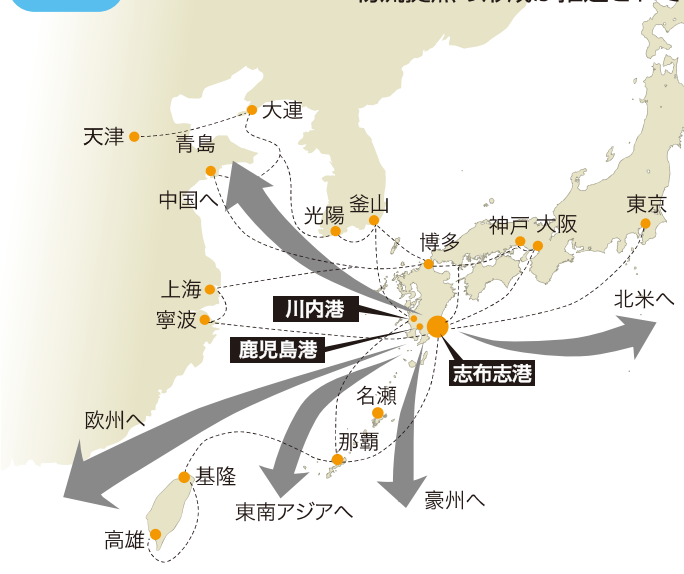 大連
天津
青島
中国へ
光陽
釜山
東京
神戸
大阪
博多
上海
北米へ
川内港
寧波
鹿児島港
志布志港
名瀬
欧州へ
那覇
基隆
豪州へ
東南アジアへ
高雄